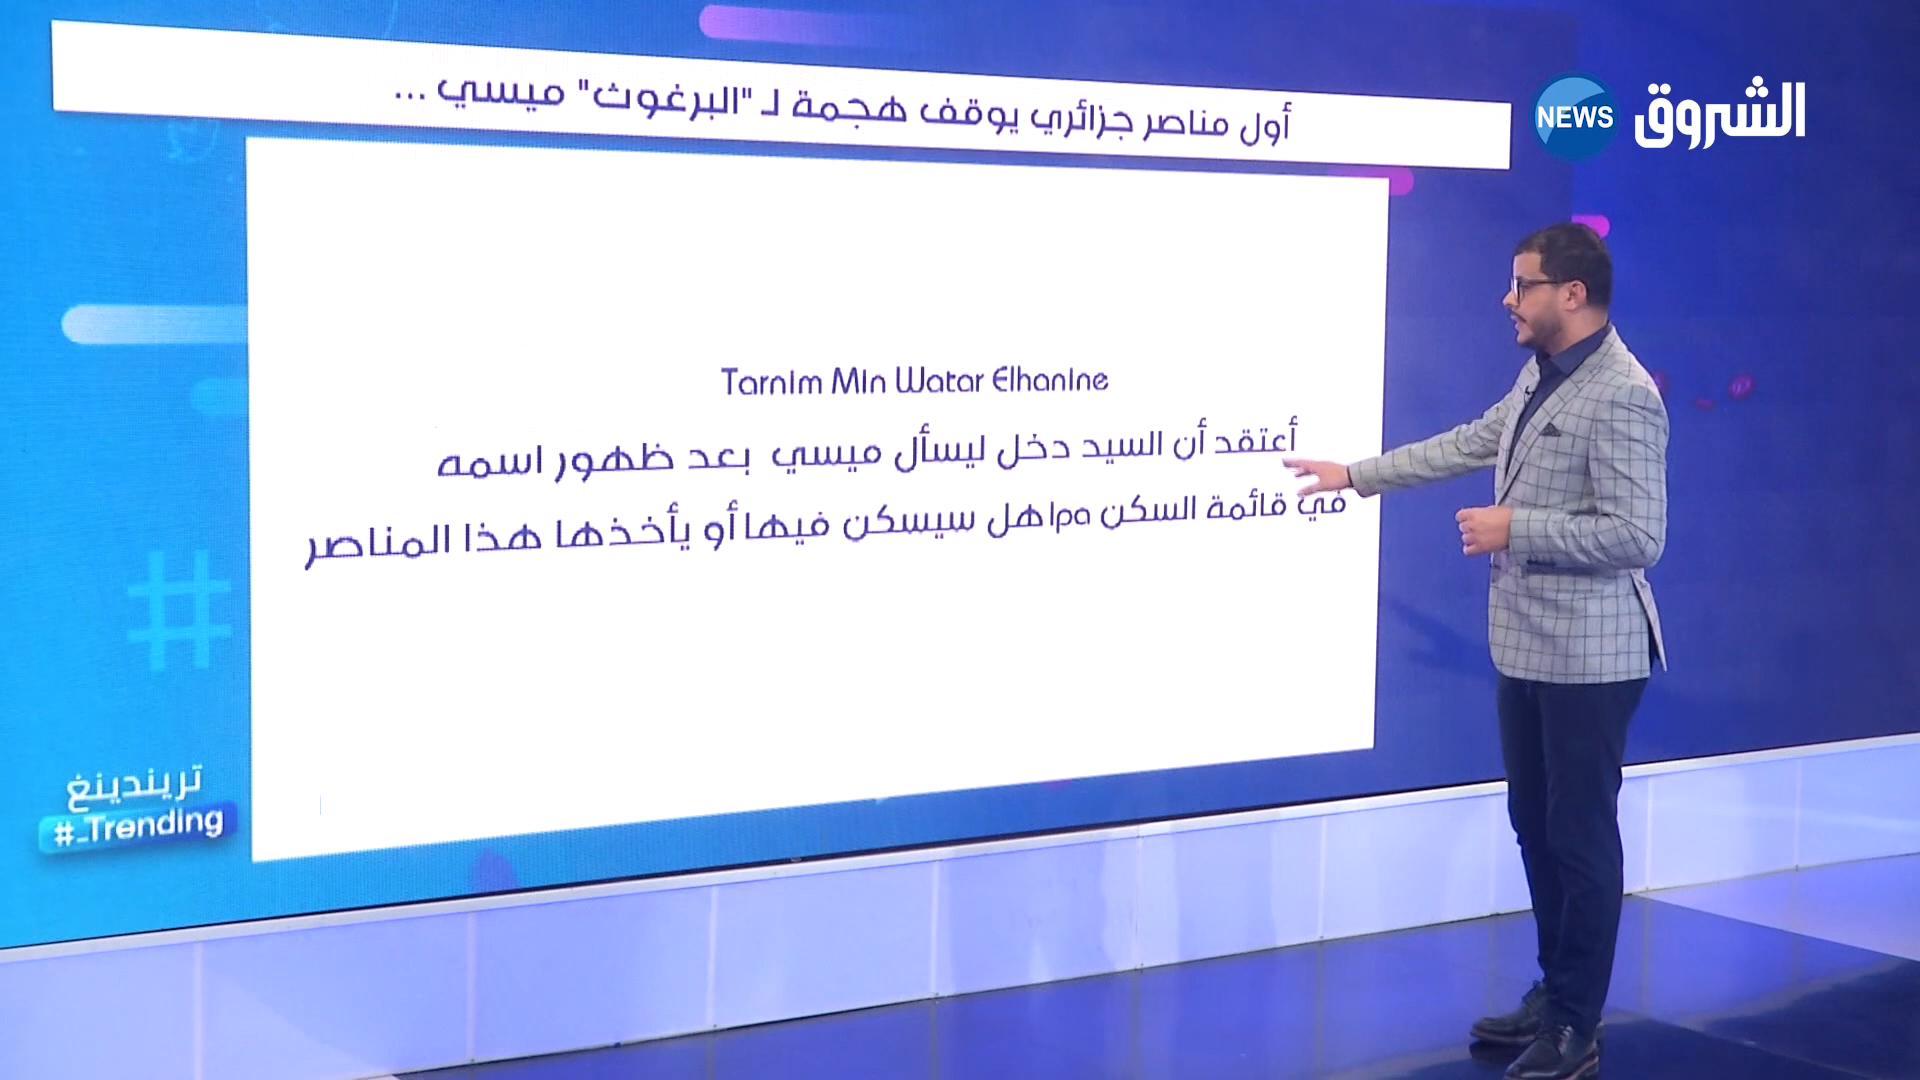 أول مناصر جزائري يوقف هجمة لـ "البرغوث" ميسي ...
NEWS الشروق
Tarnim Min Watar Elhanine
أعتقد أن السيد دخل ليسأل ميسي بعد ظهور اسمه
في قائمة السكن lpa هل سيسكن فيها أو يأخذها هذا المناصر
تريندينغ
#_Trending
#